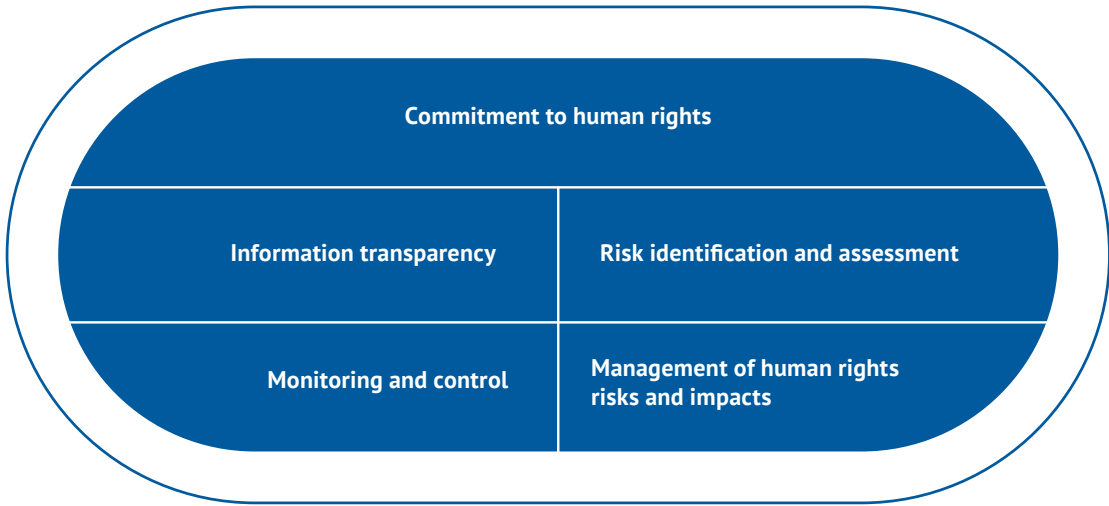 Commitment to human rights
Information transparency
Risk identification and assessment
Monitoring and control
Management of human rights
risks and impacts